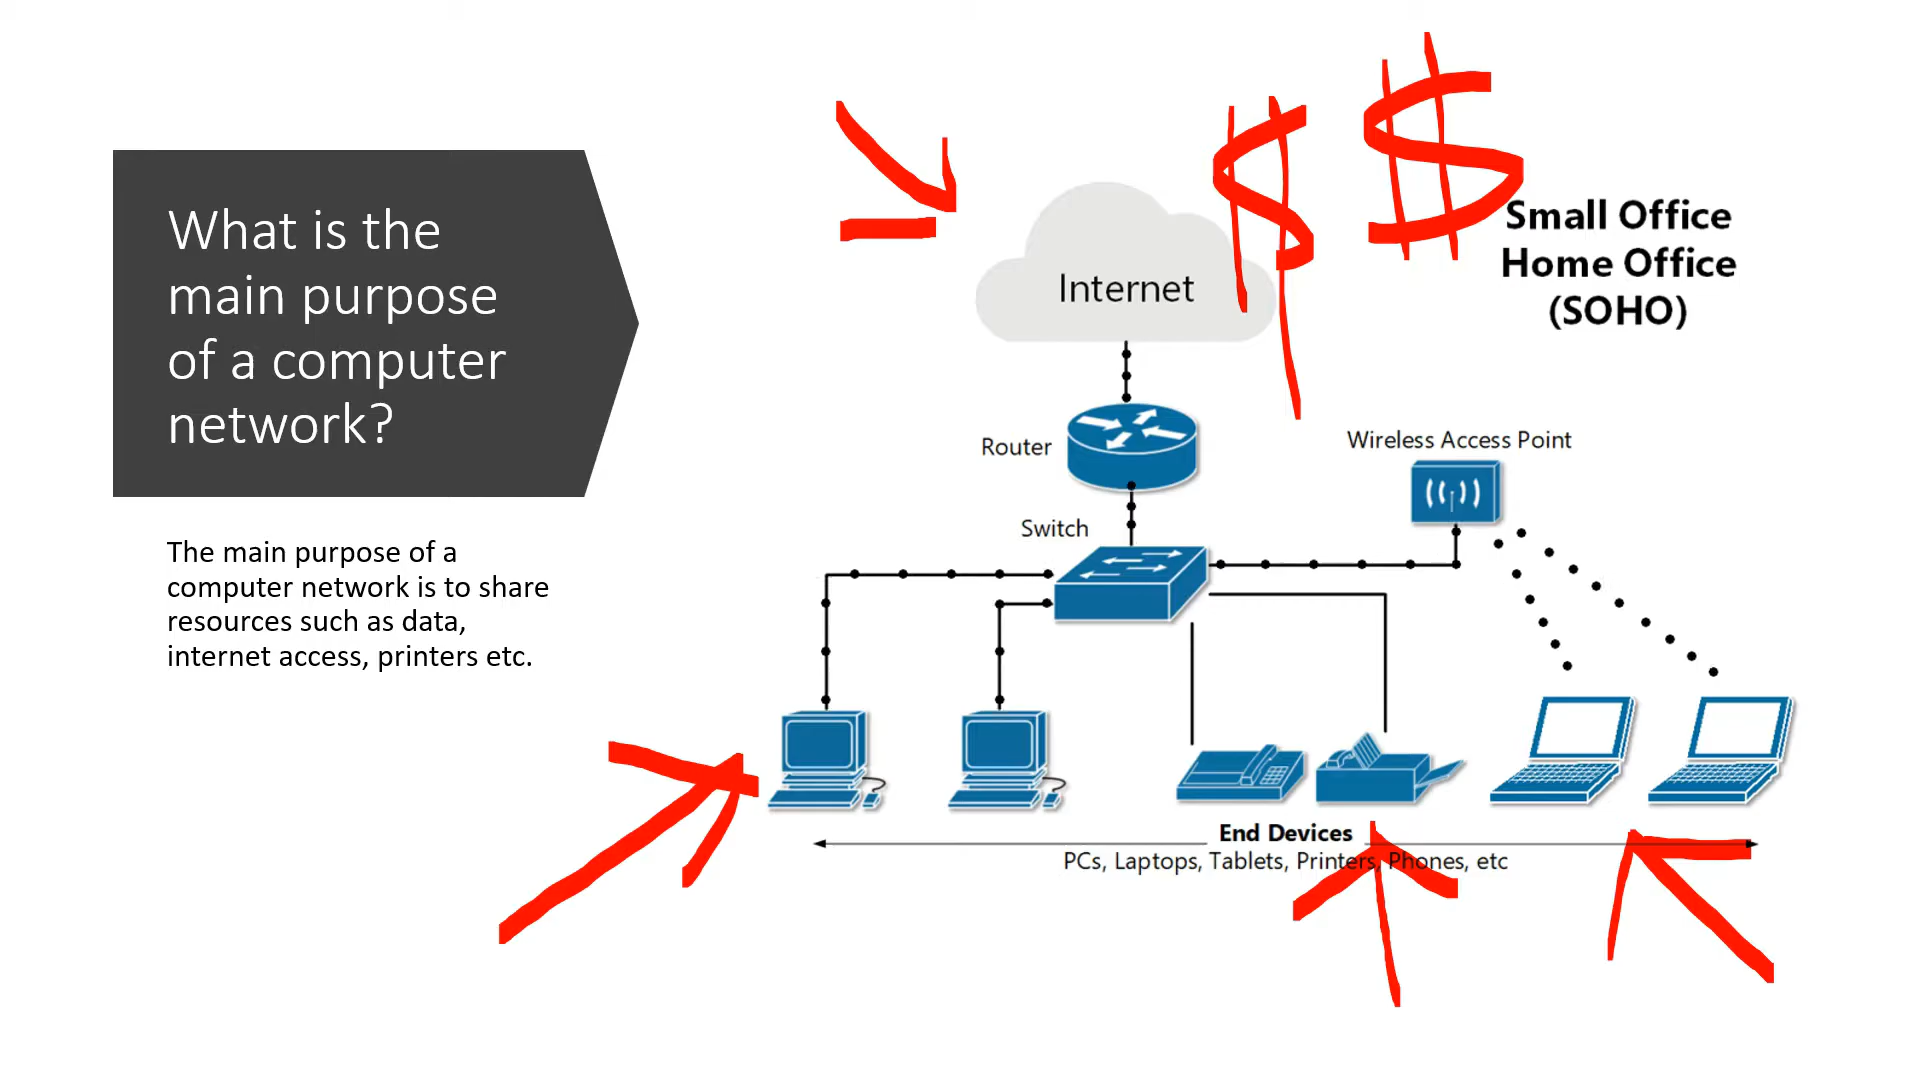 What is the
main purpose
of a computer
network?
The main purpose of a
computer network is to share
resources such as data,
internet access, printers etc.
$ $
Small Office
Home Office
(SOHO)
Internet
Router
Wireless Access Point
Switch
End Devices
PCs, Laptops, Tablets, Printers, Phones, etc